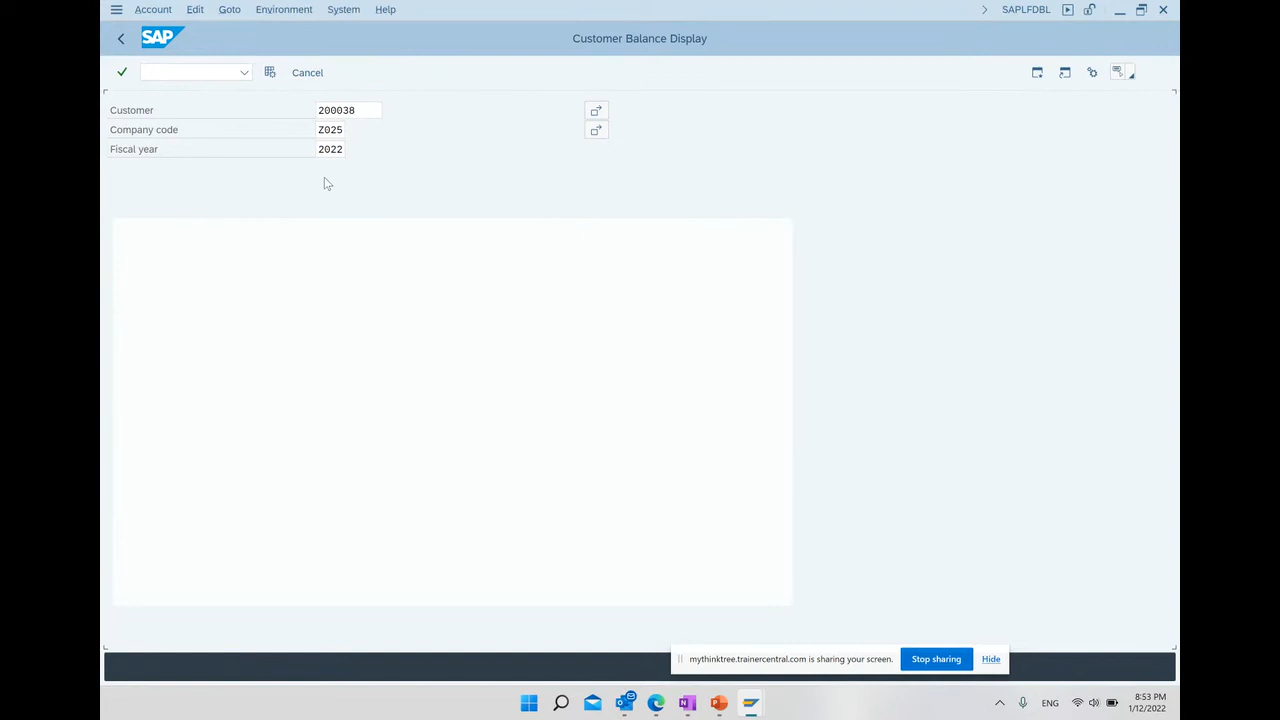 Account Edit Goto Environment System Help SAPLFDBL
SAP Customer Balance Display
Cancel
Customer 200038
Company code Z025
Fiscal year 2022
mythinktree.trainercentral.com is sharing your screen. Stop sharing Hide
ENG 8:53 PM
1/12/2022